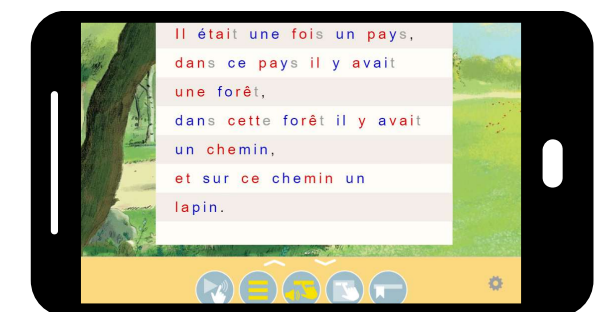 Il était une fois un pays,
dans ce pays il y avait
une forêt,
dans cette forêt il y avait
un chemin,
et sur ce chemin un
lapin.